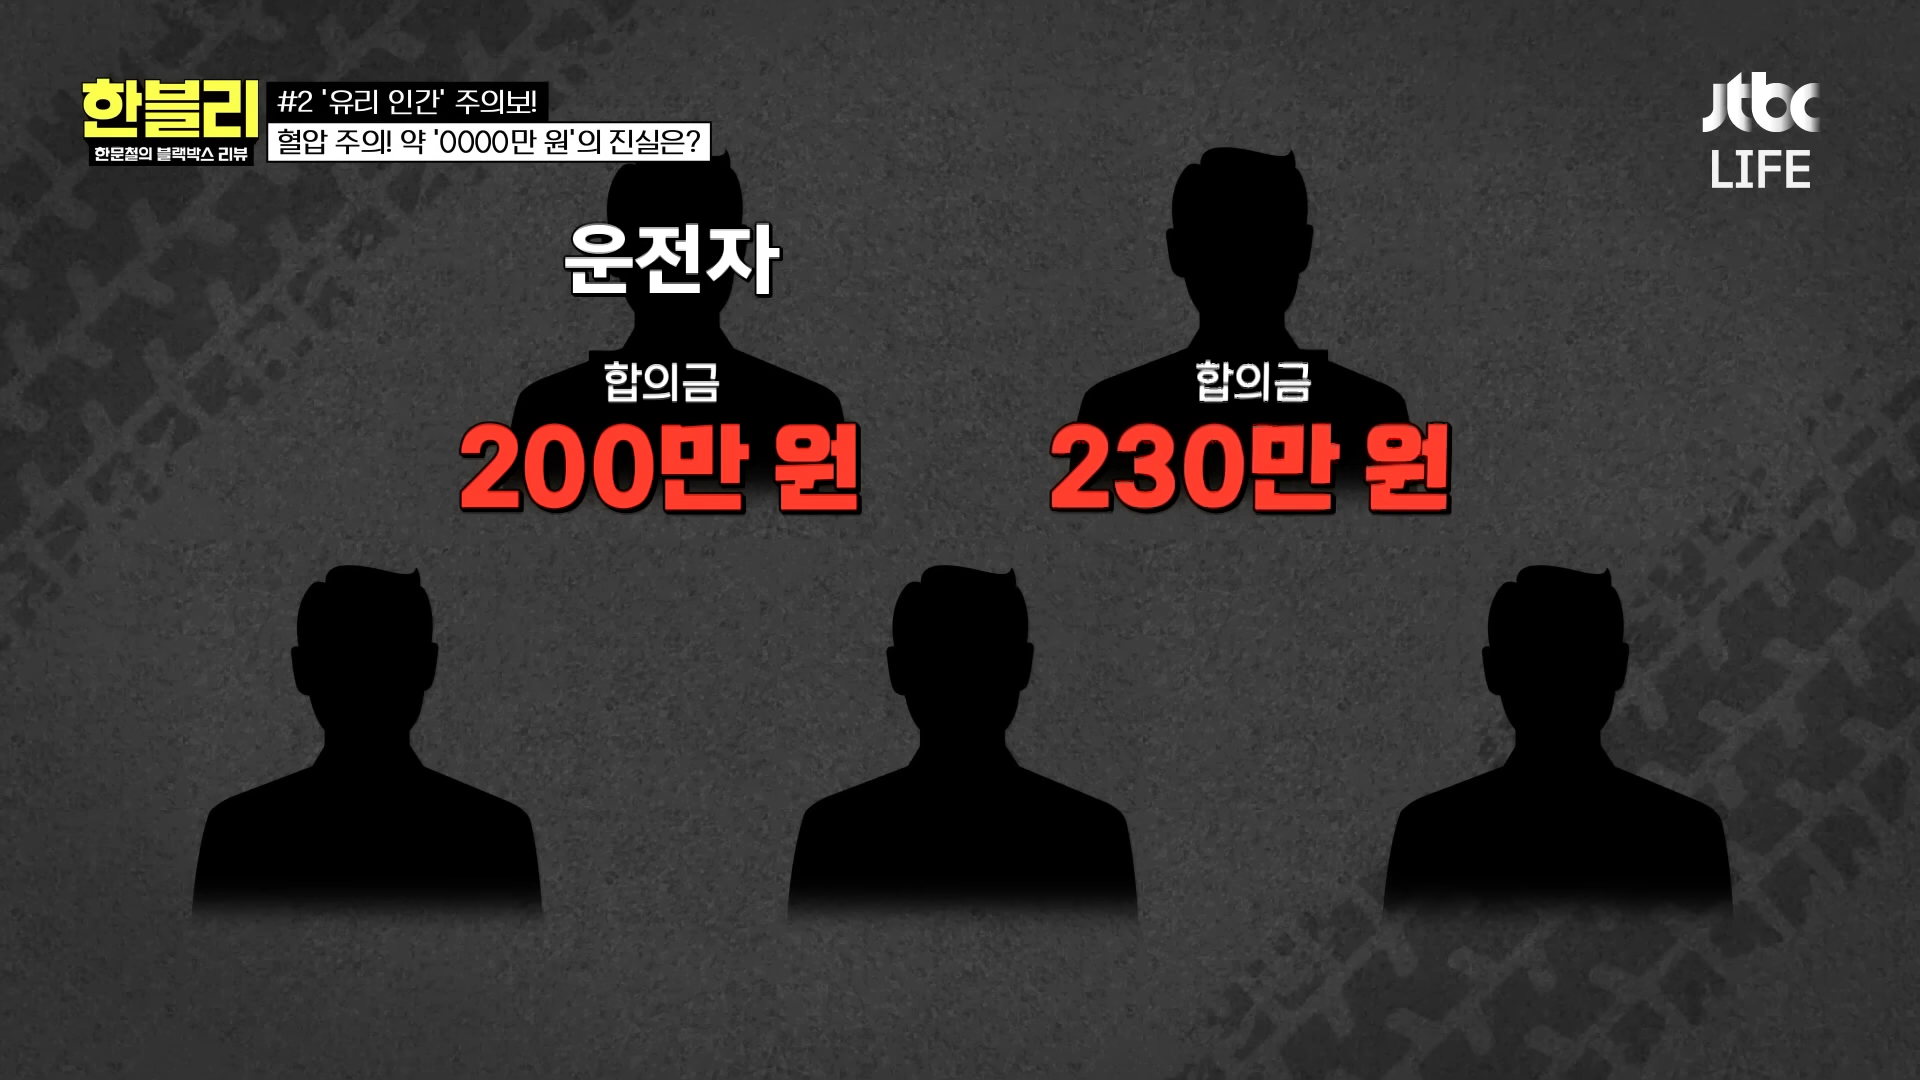 한블리
한문철의 블랙박스 리뷰
#2 '유리 인간' 주의보!
혈압 주의! 약 '0000만 원'의 진실은?
jtbc
LIFE
운전자
합의금
200만 원
합의금
230만 원